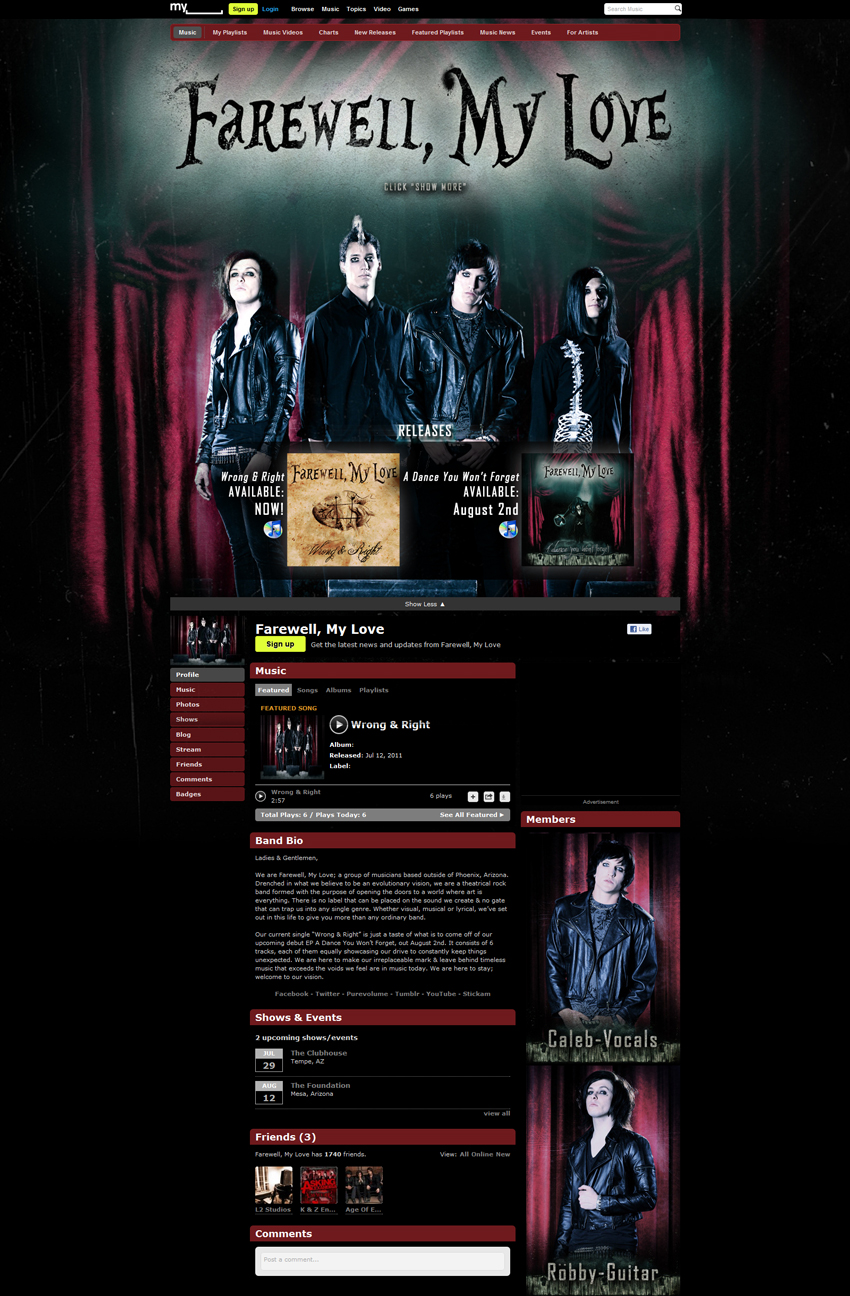 my
Sign up Login Browse Music Topics Video Games
Search Music
Music My Playlists Music Videos Charts New Releases Featured Playlists Music News Events For Artists
FAREWELL, MY LOVE
CLICK "SHOW MORE"
RELEASES
Wrong & Right
AVAILABLE:
NOW!
FAREWELL, MY LOVE
Wrong & Right
A Dance You Won't Forget
AVAILABLE:
August 2nd
FAREWELL, MY LOVE
A dance you won't forget
Show Less ▲
Farewell, My Love
Like
Sign up Get the latest news and updates from Farewell, My Love
Profile
Music
Photos
Shows
Blog
Stream
Friends
Comments
Badges
Music
Featured Songs Albums Playlists
FEATURED SONG
Wrong & Right
Album:
Released: Jul 12, 2011
Label:
Wrong & Right
2:57
6 plays
Total Plays: 6 / Plays Today: 6 See All Featured ▶
Band Bio
Ladies & Gentlemen,
We are Farewell, My Love; a group of musicians based outside of Phoenix, Arizona.
Drenched in what we believe to be an evolutionary vision, we are a theatrical rock
band formed with the purpose of opening the doors to a world where art is
everything. There is no label that can be placed on the sound we create & no gate
that can trap us into any single genre. Whether visual, musical or lyrical, we've set
out in this life to give you more than any ordinary band.
Our current single "Wrong & Right" is just a taste of what is to come off of our
upcoming debut EP A Dance You Won't Forget, out August 2nd. It consists of 6
tracks, each of them equally showcasing our drive to constantly keep things
unexpected. We are here to make our irreplaceable mark & leave behind timeless
music that exceeds the voids we feel are in music today. We are here to stay;
welcome to our vision.
Facebook - Twitter - Purevolume - Tumblr - YouTube - Stickam
Shows & Events
2 upcoming shows/events
JUL
29
The Clubhouse
Tempe, AZ
AUG
12
The Foundation
Mesa, Arizona
view all
Friends (3)
Farewell, My Love has 1740 friends. View: All Online New
ASKING
L2 Studios K & Z En... Age Of E...
Comments
Post a comment...
Advertisement
Members
Caleb-Vocals
Röbby-Guitar